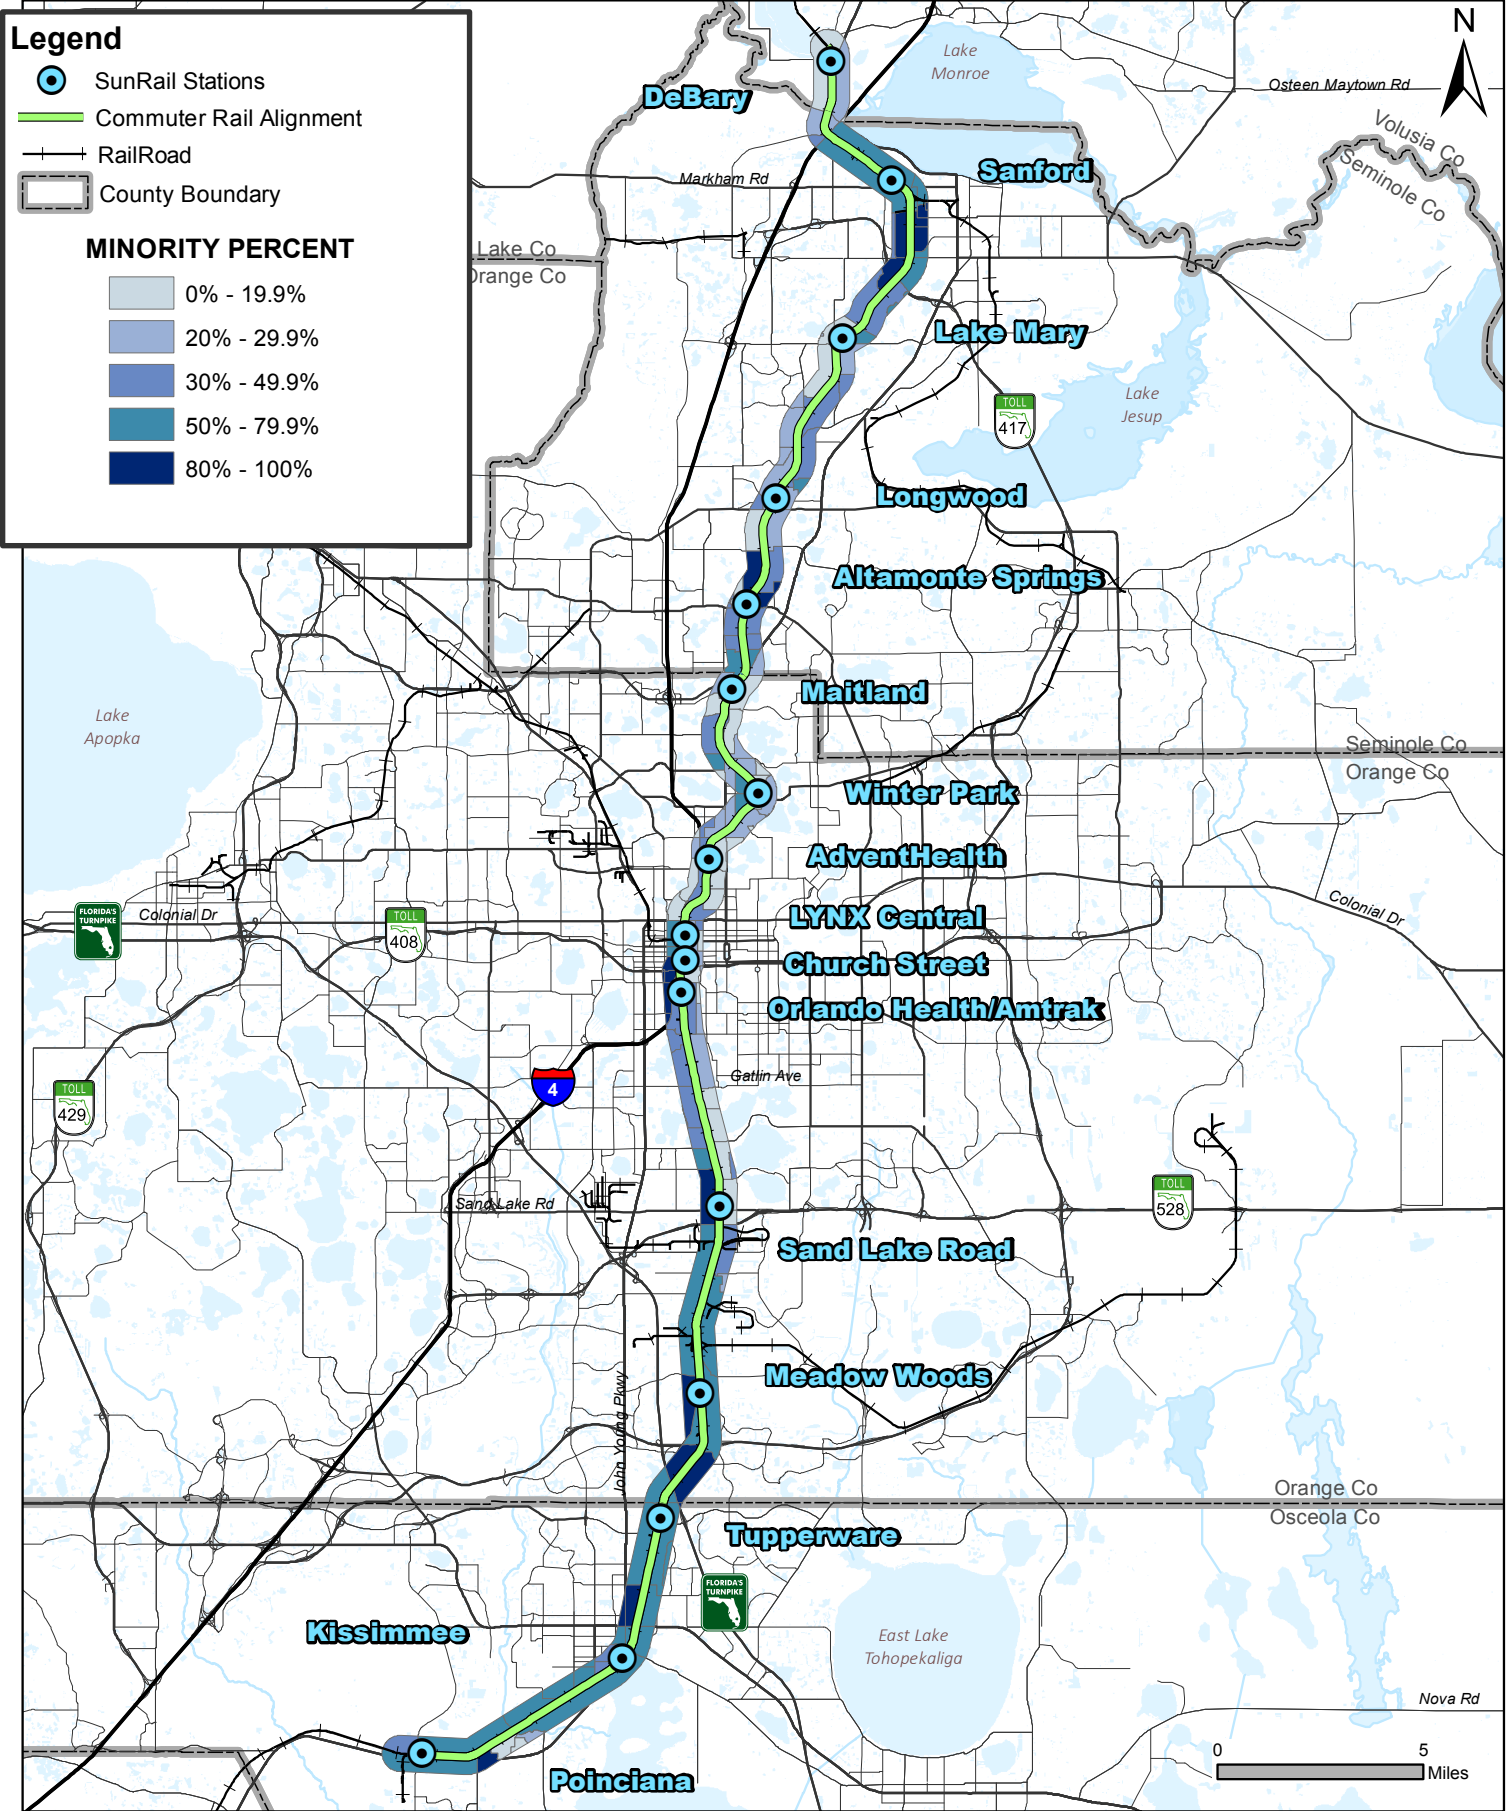 Legend
SunRail Stations
Commuter Rail Alignment
RailRoad
County Boundary
MINORITY PERCENT
0% - 19.9%
20% - 29.9%
30% - 49.9%
50% - 79.9%
80% - 100%
N
Lake
Monroe
Osteen Maytown Rd
DeBary
Volusia Co
Seminole Co
Sanford
Markham Rd
Lake Co
Orange Co
Lake Mary
Lake
Jesup
TOLL
417
Longwood
Altamonte Springs
Maitland
Lake
Apopka
Seminole Co
Orange Co
Winter Park
AdventHealth
Colonial Dr
FLORIDA'S
TURNPIKE
Colonial Dr
TOLL
408
LYNX Central
Church Street
Orlando Health/Amtrak
Gatlin Ave
4
TOLL
429
Sand Lake Rd
TOLL
528
Sand Lake Road
Meadow Woods
John Young Pkwy
Orange Co
Osceola Co
Tupperware
FLORIDA'S
TURNPIKE
Kissimmee
East Lake
Tohopekaliga
Nova Rd
0 5
Miles
Poinciana